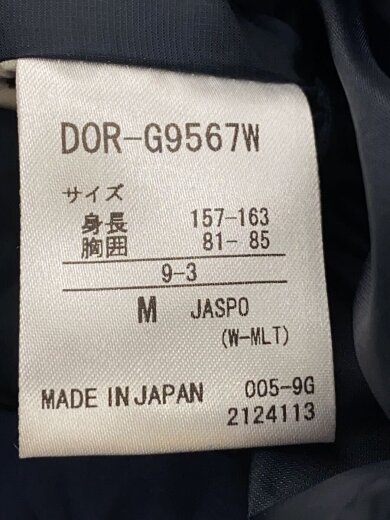 DOR-G9567W
サイズ
身長 157-163
胸囲 81- 85
9-3
M JASPO
(W-MLT)
MADE IN JAPAN 005-9G
2124113